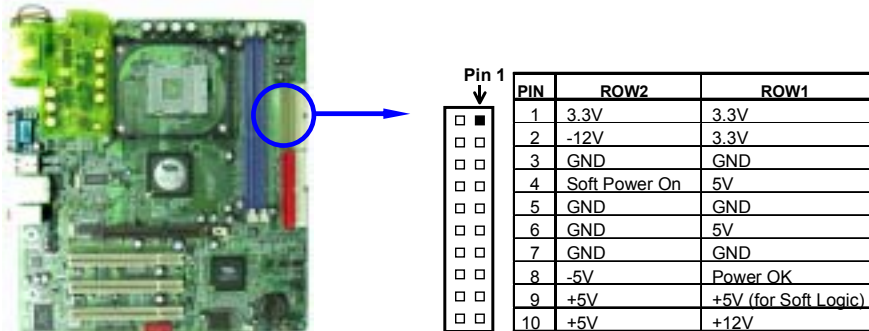 Pin 1
PIN ROW2 ROW1
1 3.3V 3.3V
2 -12V 3.3V
3 GND GND
4 Soft Power On 5V
5 GND GND
6 GND 5V
7 GND GND
8 -5V Power OK
9 +5V +5V (for Soft Logic)
10 +5V +12V